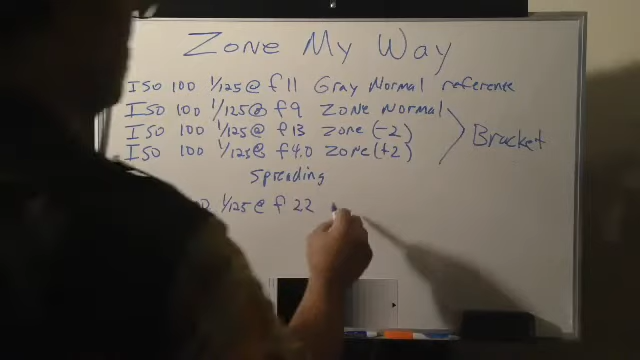 Zone My Way
ISO 100 1/125@ f11 Gray Normal reference
ISO 100 1/125@ f9 Zone Normal
ISO 100 1/125@ f13 Zone (-2)
ISO 100 1/125@ f4.0 Zone (+2)
Bracket
Spreading
0 1/125@ f 22